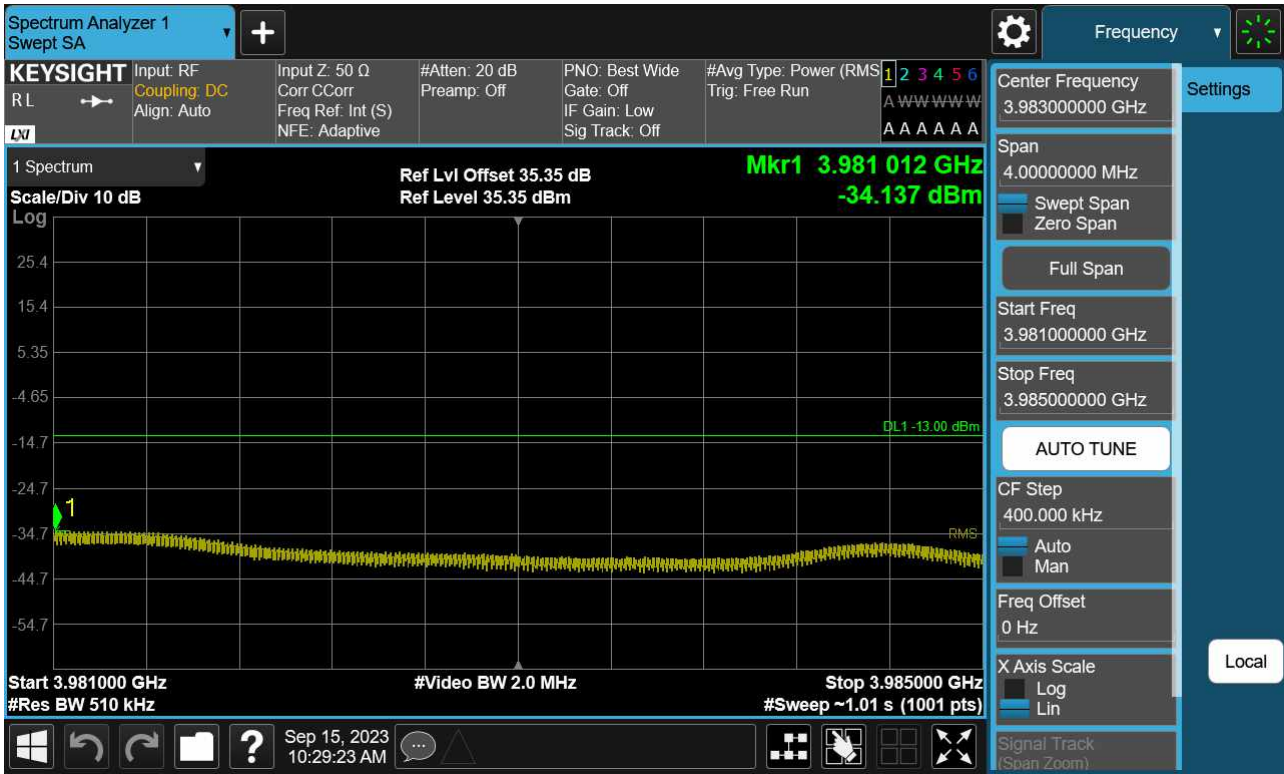 Spectrum Analyzer 1
Swept SA
+
Frequency
KEYSIGHT
R L
LXI
Input: RF
Coupling: DC
Align: Auto
Input Z: 50 Ω
Corr CCorr
Freq Ref: Int (S)
NFE: Adaptive
#Atten: 20 dB
Preamp: Off
PNO: Best Wide
Gate: Off
IF Gain: Low
Sig Track: Off
#Avg Type: Power (RMS
Trig: Free Run
1 2 3 4 5 6
A W W W W W
A A A A A A
1 Spectrum
Scale/Div 10 dB
Log
Ref Lvl Offset 35.35 dB
Ref Level 35.35 dBm
Mkr1 3.981 012 GHz
-34.137 dBm
25.4
15.4
5.35
-4.65
-14.7
-24.7
-34.7
-44.7
-54.7
DL1 -13.00 dBm
1
RMS
Start 3.981000 GHz
#Res BW 510 kHz
#Video BW 2.0 MHz
Stop 3.985000 GHz
#Sweep ~1.01 s (1001 pts)
Center Frequency
3.983000000 GHz
Span
4.00000000 MHz
Swept Span
Zero Span
Full Span
Start Freq
3.981000000 GHz
Stop Freq
3.985000000 GHz
AUTO TUNE
CF Step
400.000 kHz
Auto
Man
Freq Offset
0 Hz
X Axis Scale
Log
Lin
Signal Track
(Span Zoom)
Settings
Local
?
Sep 15, 2023
10:29:23 AM